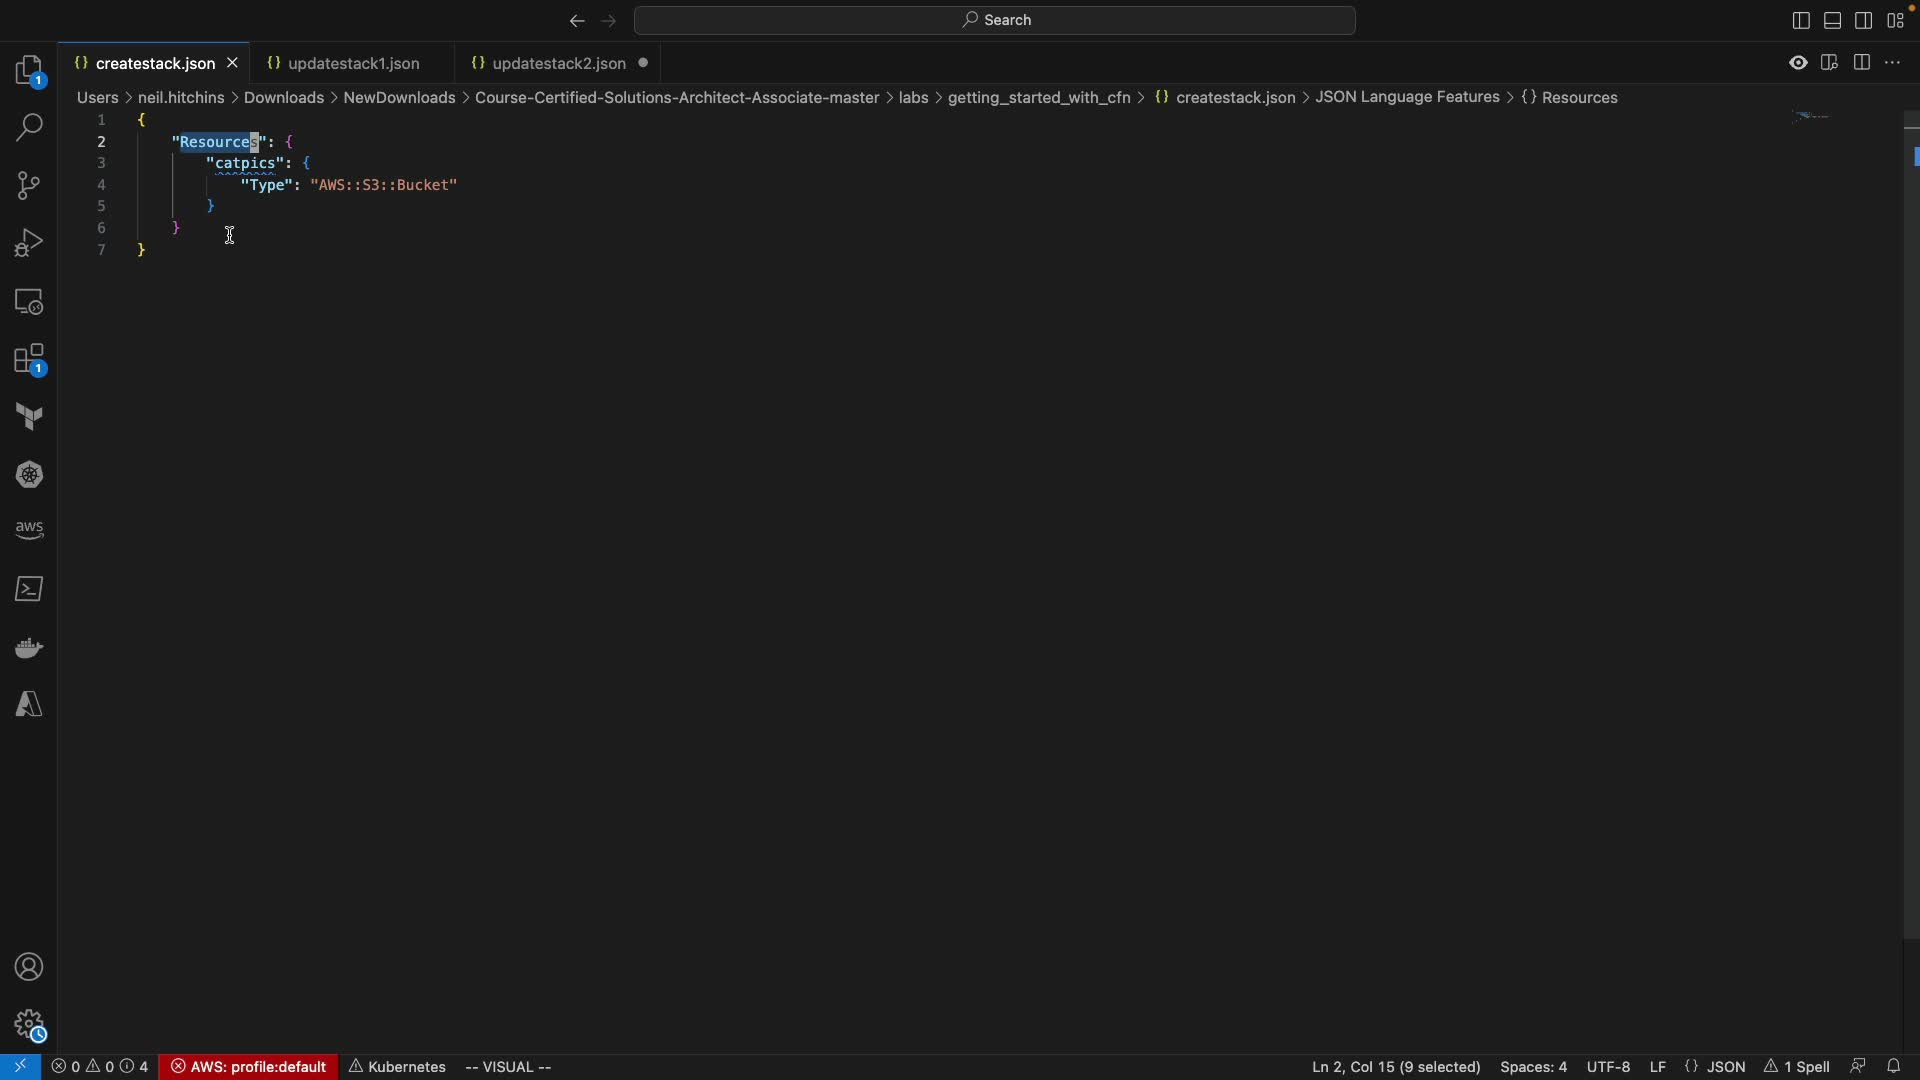 Search
{} createstack.json
{} updatestack1.json
{} updatestack2.json
Users > neil.hitchins > Downloads > NewDownloads > Course-Certified-Solutions-Architect-Associate-master > labs > getting_started_with_cfn > {} createstack.json > JSON Language Features > {} Resources
1 {
2 "Resources": {
3 "catpics": {
4 "Type": "AWS::S3::Bucket"
5 }
6 }
7 }
1
1
aws
0 0 4 AWS: profile:default Kubernetes -- VISUAL -- Ln 2, Col 15 (9 selected) Spaces: 4 UTF-8 LF {} JSON 1 Spell